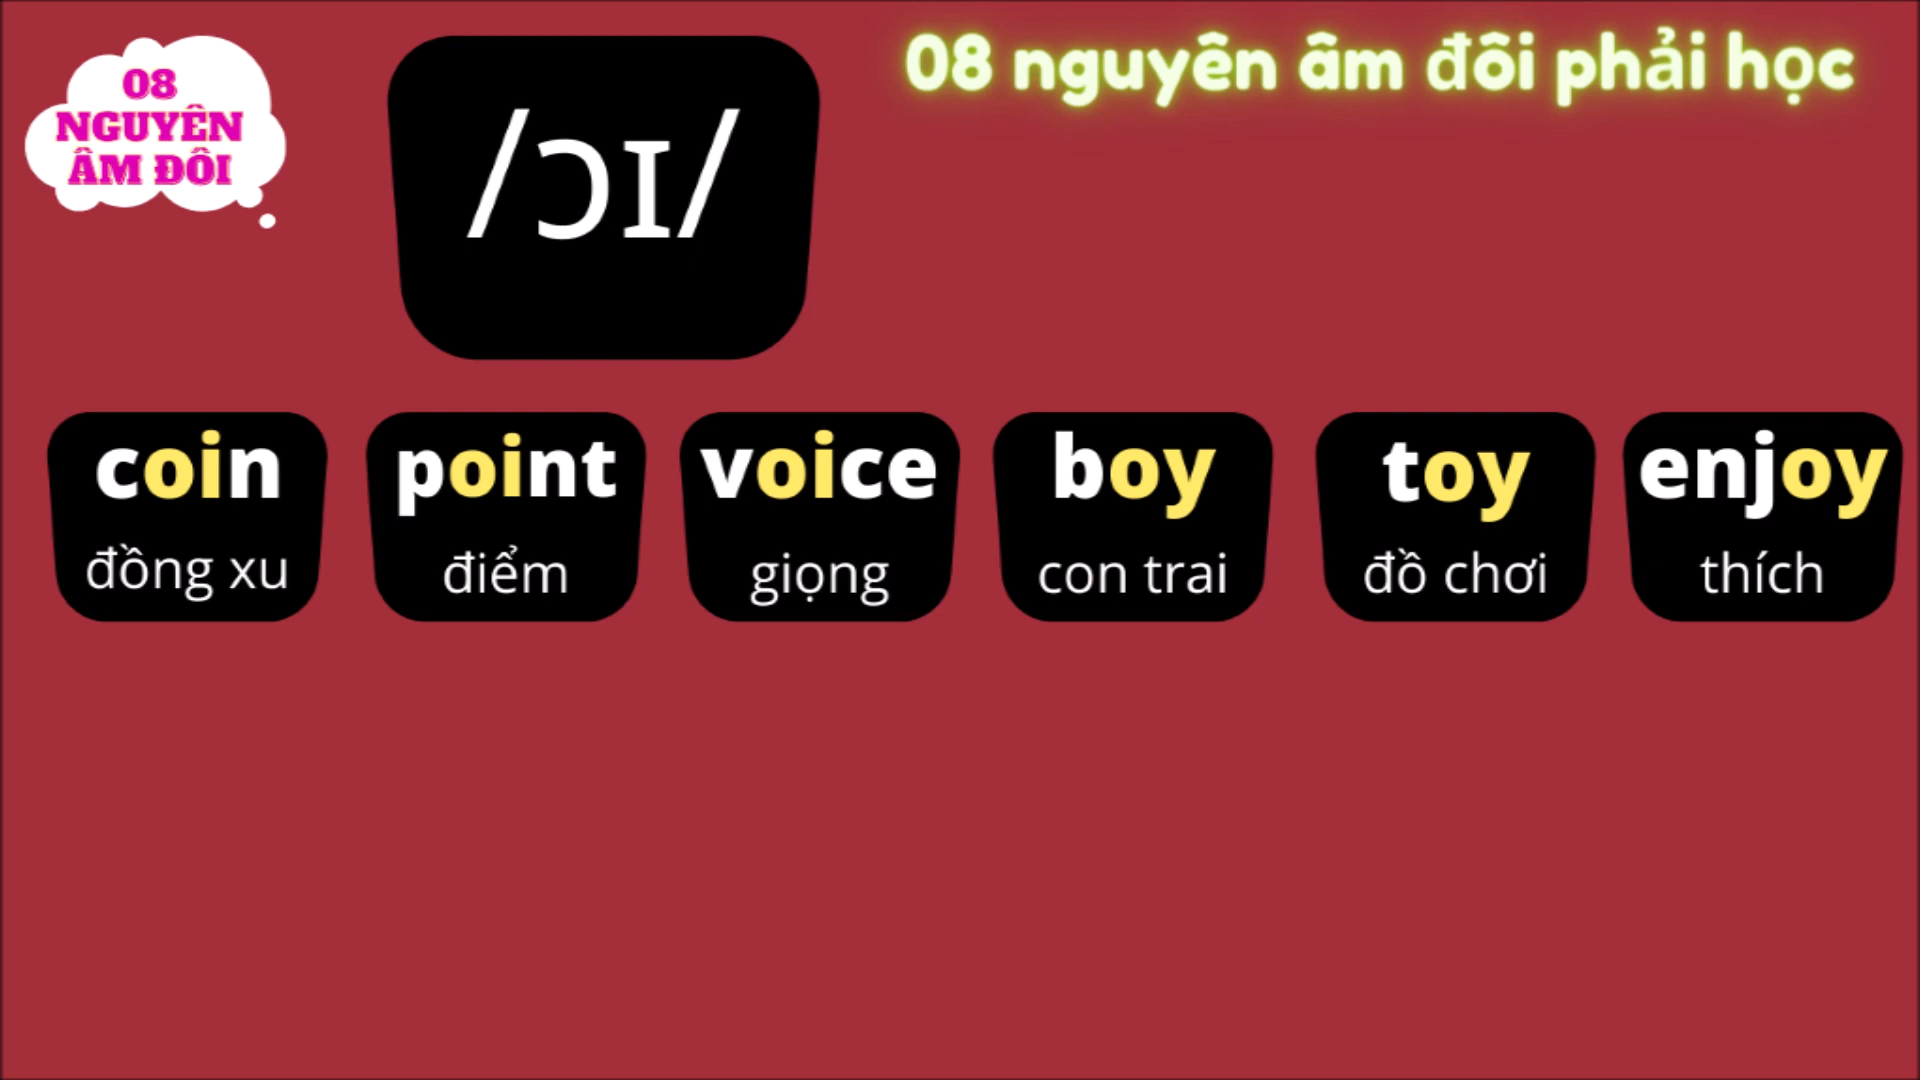 08
NGUYÊN
ÂM ĐÔI
/ɔɪ/
08 nguyên âm đôi phải học
coin
đồng xu
point
điểm
voice
giọng
boy
con trai
toy
đồ chơi
enjoy
thích